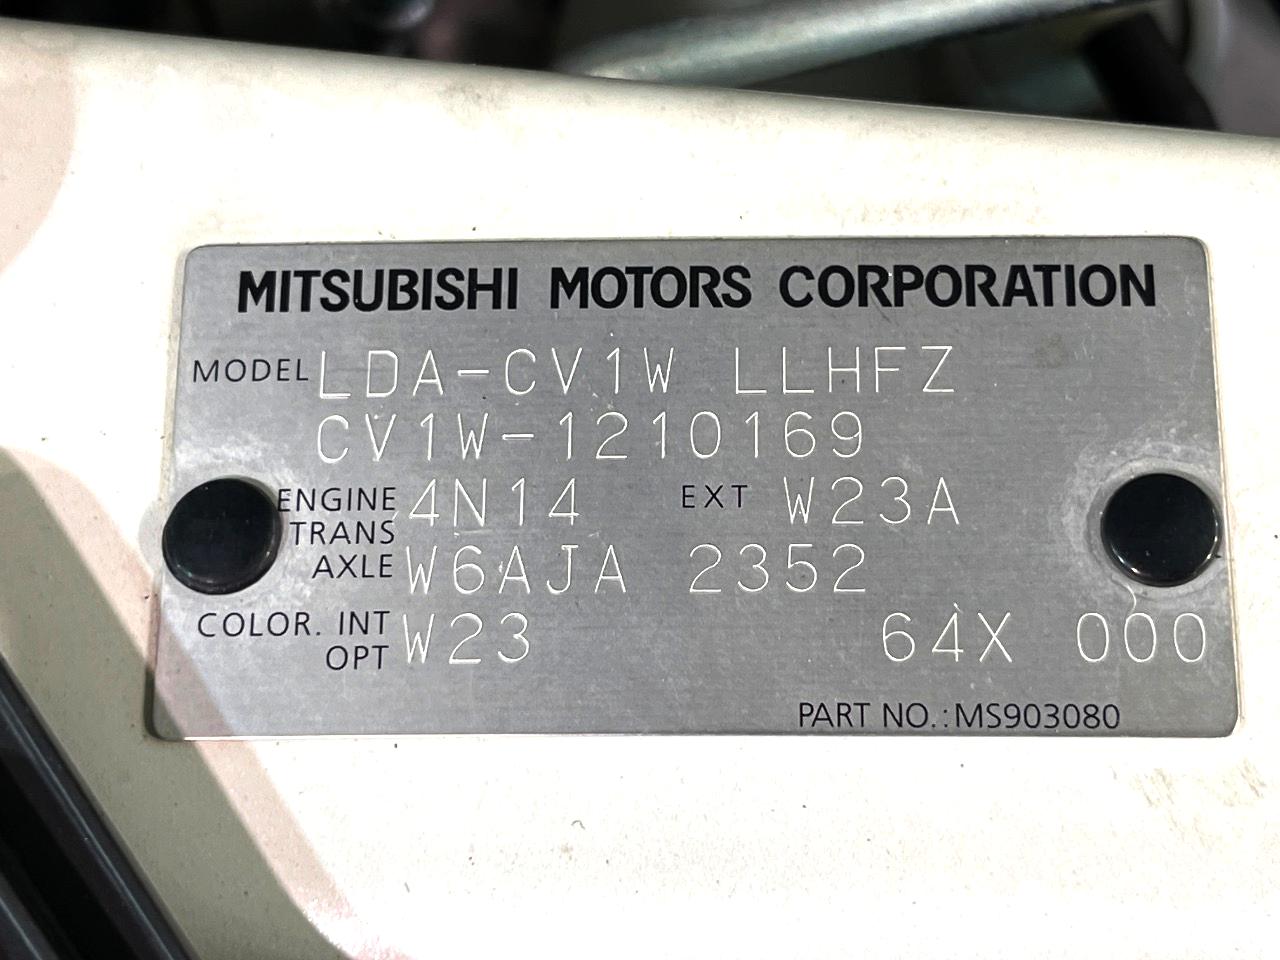 MITSUBISHI MOTORS CORPORATION
MODEL LDA-CV1W LLHFZ
CV1W-1210169
ENGINE 4N14 EXT W23A
TRANS
AXLE W6AJA 2352
COLOR. INT W23 64X 000
OPT
PART NO.: MS903080